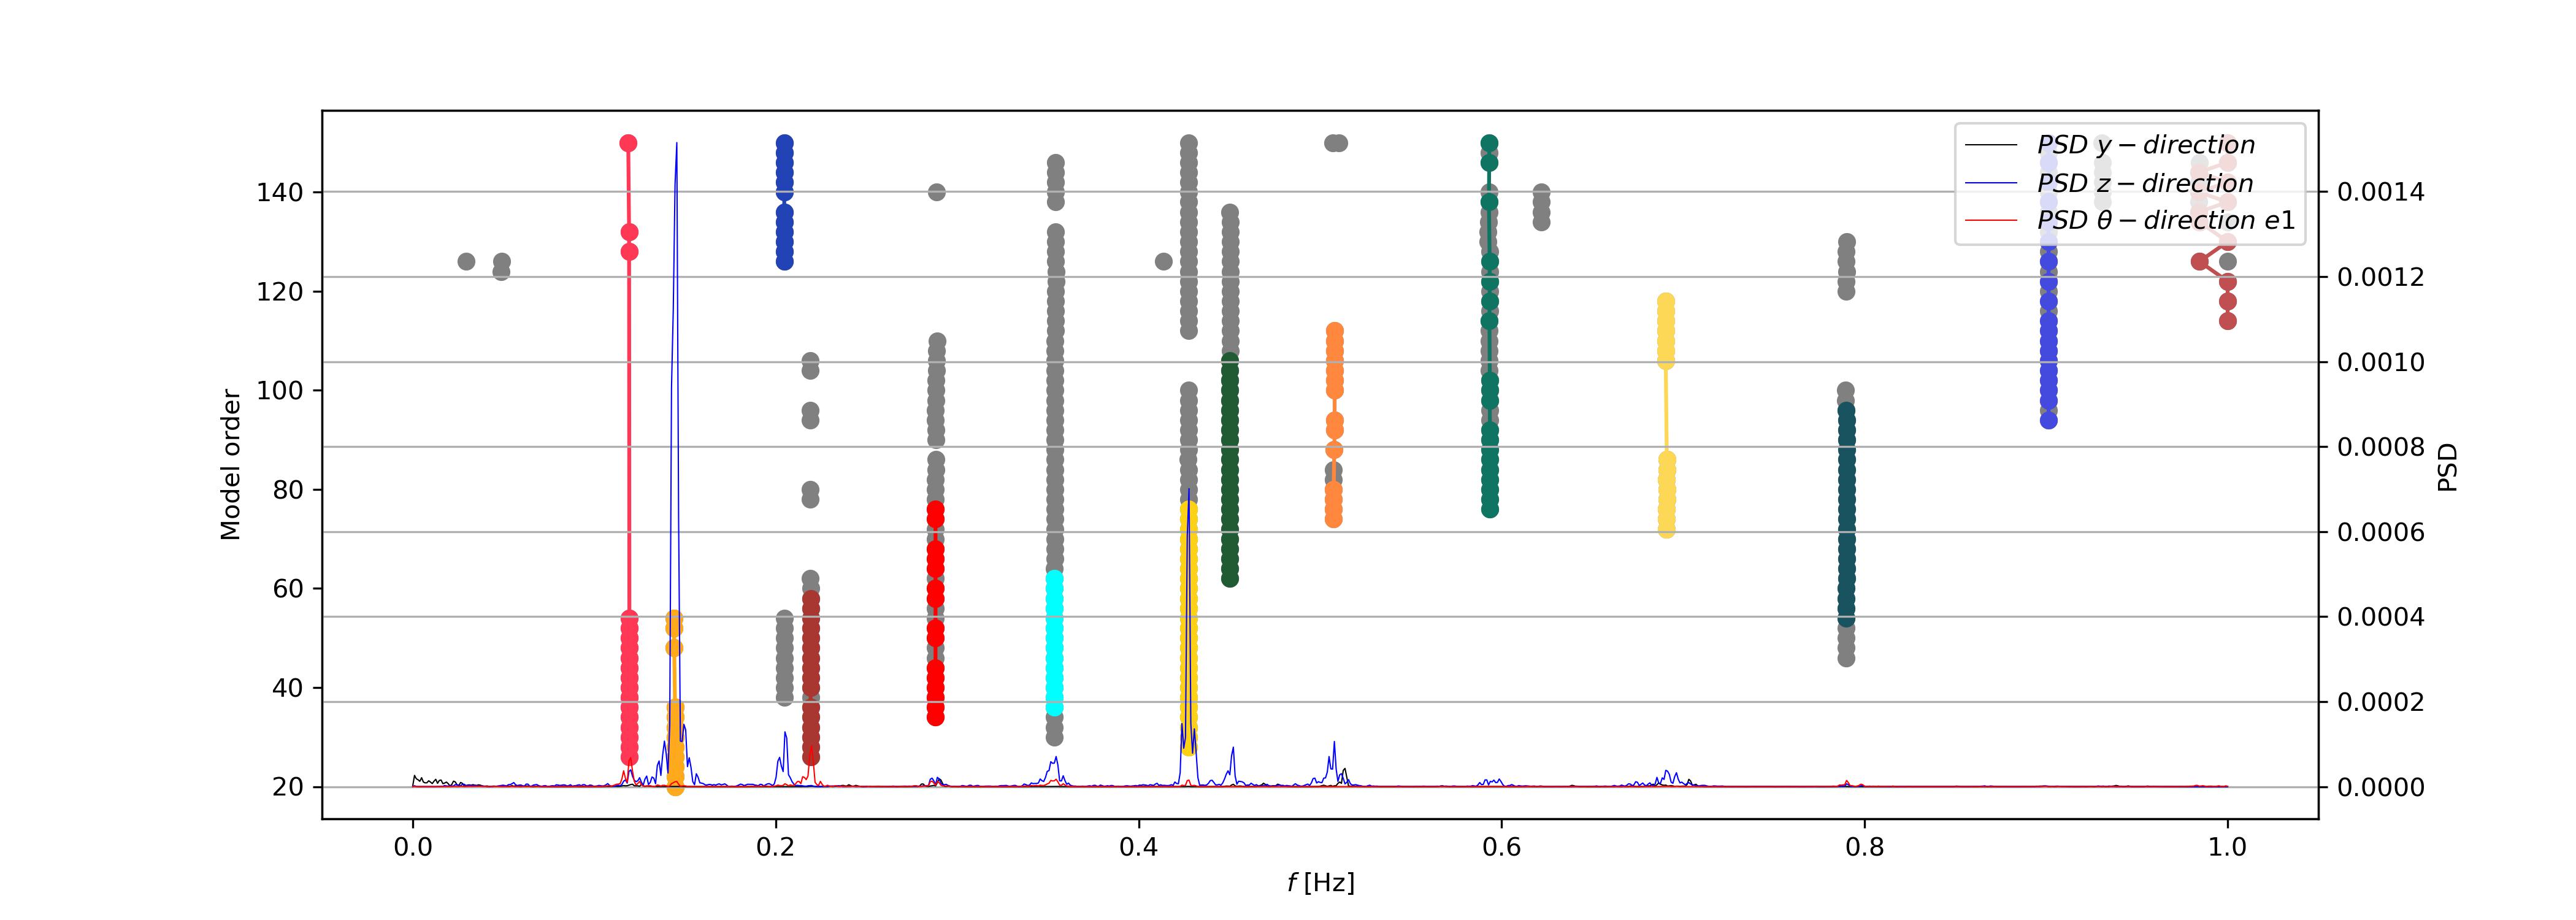 PSD y − direction
PSD z − direction
PSD θ − direction e1
140
120
100
80
60
40
20
Model order
0.0014
0.0012
0.0010
0.0008
0.0006
0.0004
0.0002
0.0000
PSD
0.0 0.2 0.4 0.6 0.8 1.0
f [Hz]